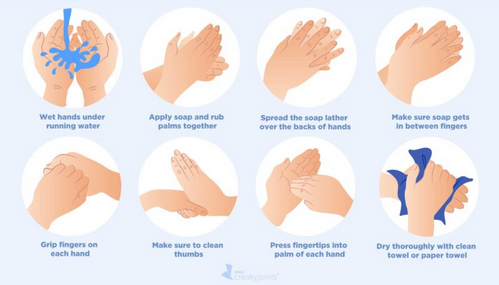 Wet hands under
running water
Apply soap and rub
palms together
Spread the soap lather
over the backs of hands
Make sure soap gets
in between fingers
Grip fingers on
each hand
Make sure to clean
thumbs
Press fingertips into
palm of each hand
Dry thoroughly with clean
towel or paper towel